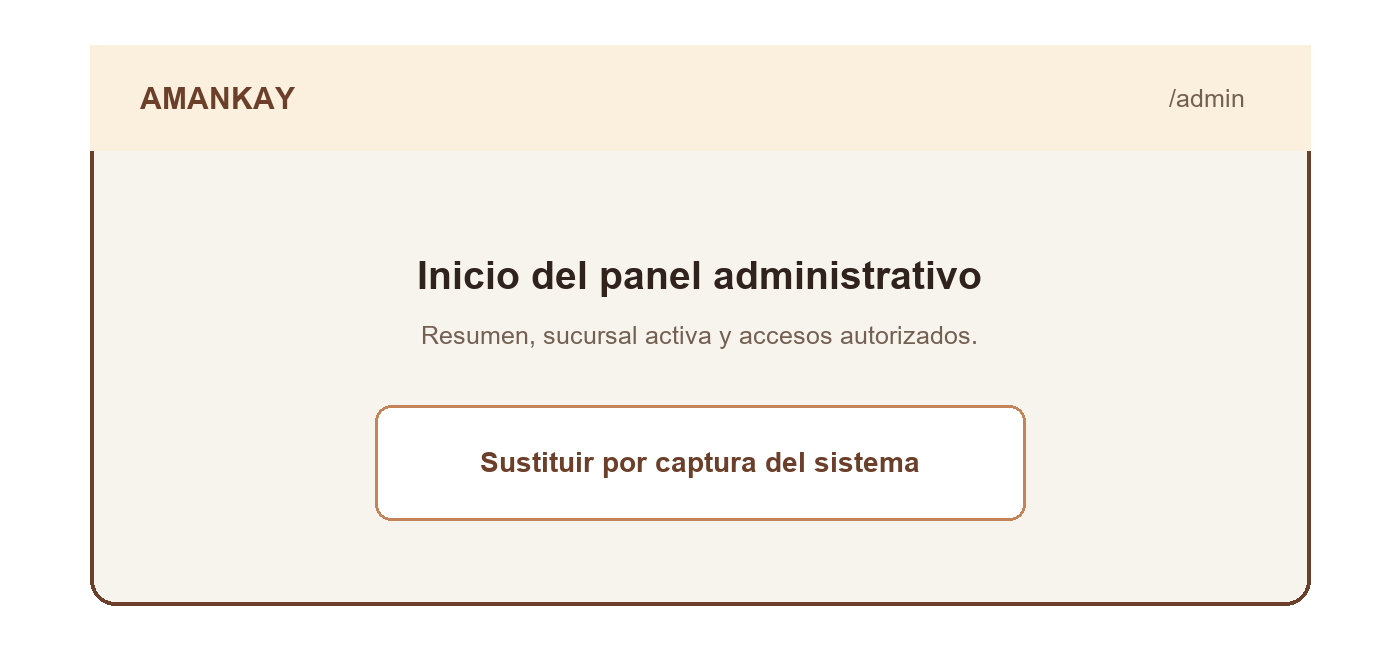 AMANKAY
/admin
Inicio del panel administrativo
Resumen, sucursal activa y accesos autorizados.
Sustituir por captura del sistema